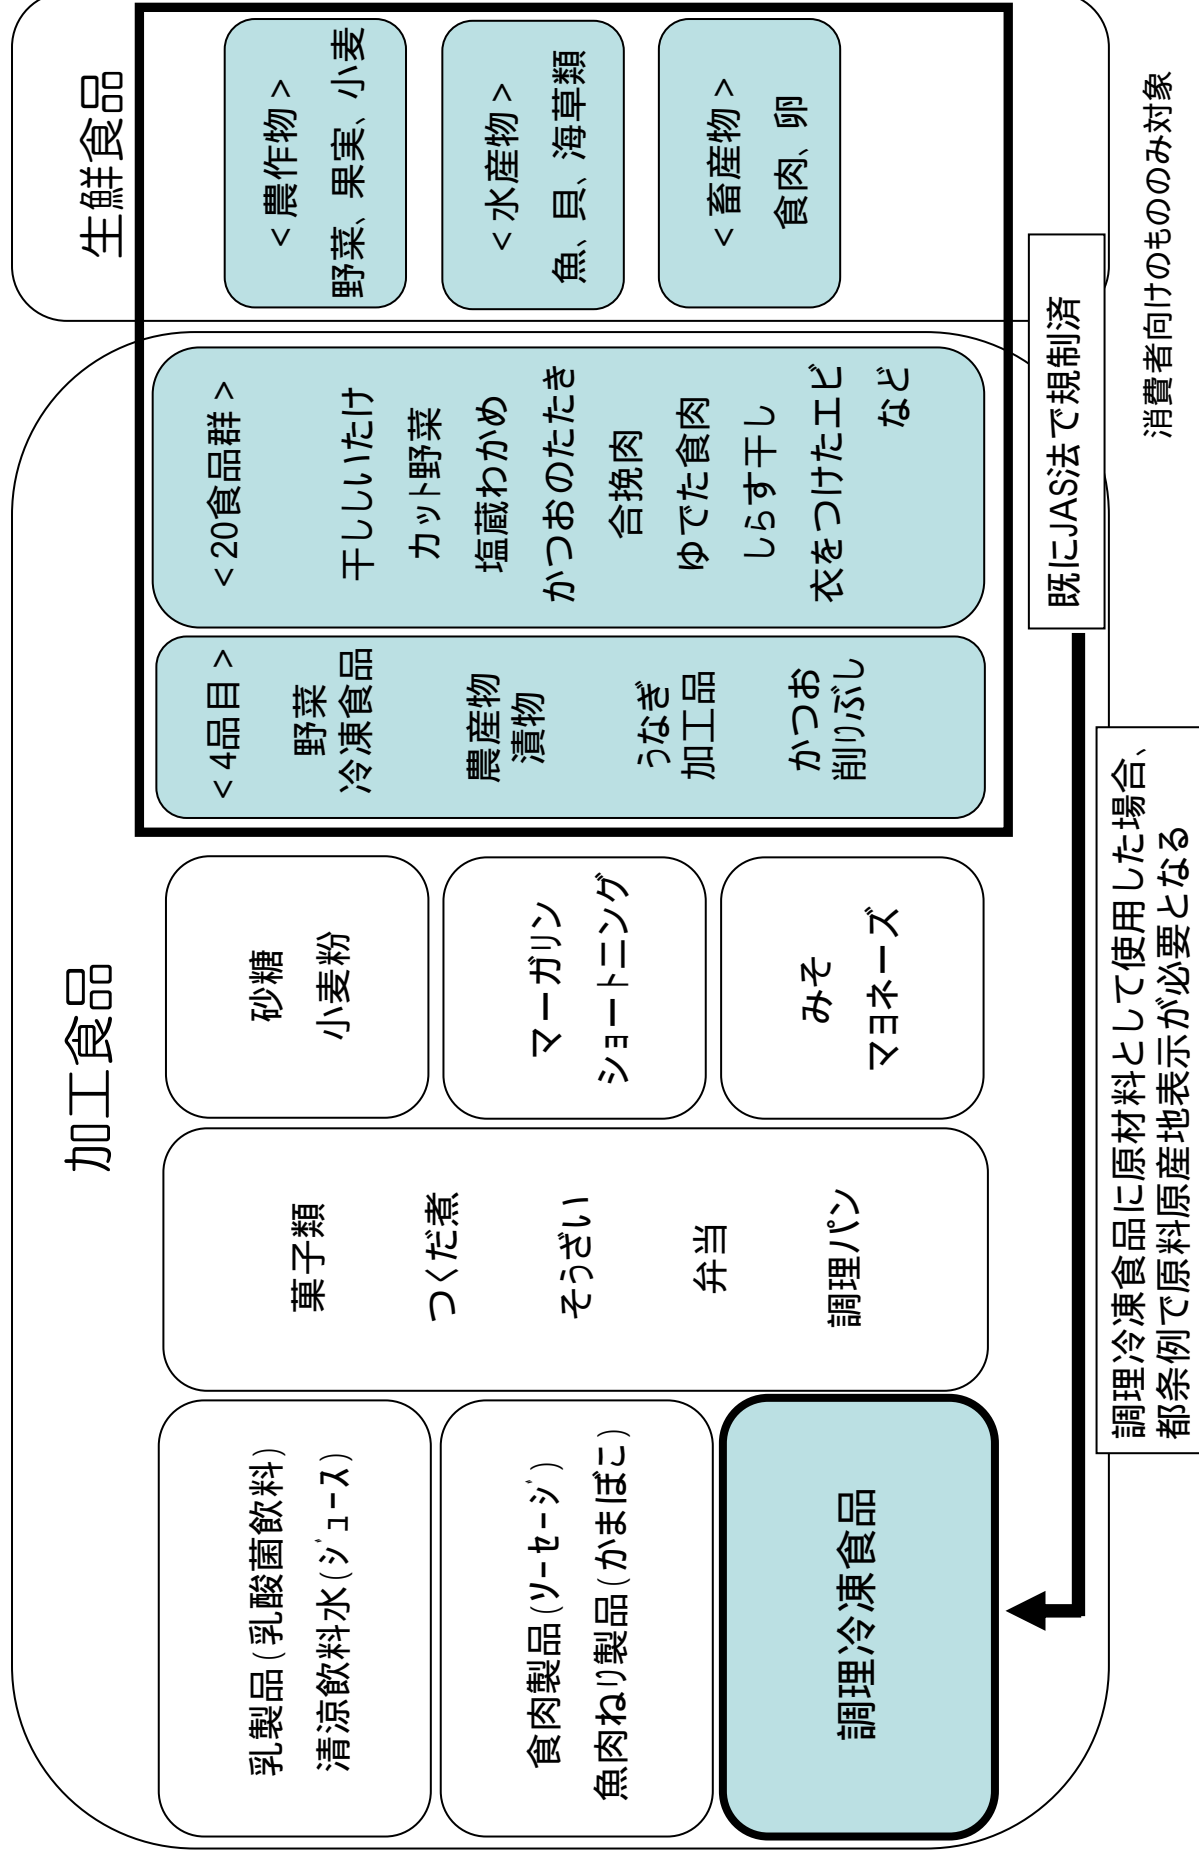 加工食品
生鮮食品
乳製品(乳酸菌飲料)
清涼飲料水(ジュース)
食肉製品(ソーセージ)
魚肉ねり製品(かまぼこ)
調理冷凍食品
菓子類
つくだ煮
そうざい
弁当
調理パン
砂糖
小麦粉
マーガリン
ショートニング
みそ
マヨネーズ
<4品目>
野菜
冷凍食品
農産物
漬物
うなぎ
加工品
かつお
削りぶし
<20食品群>
干ししいたけ
カット野菜
塩蔵わかめ
かつおのたたき
合挽肉
ゆでた食肉
しらす干し
衣をつけたエビ
など
<農作物>
野菜、果実、小麦
<水産物>
魚、貝、海草類
<畜産物>
食肉、卵
既にJAS法で規制済
調理冷凍食品に原材料として使用した場合、
都条例で原料原産地表示が必要となる
消費者向けのもののみ対象